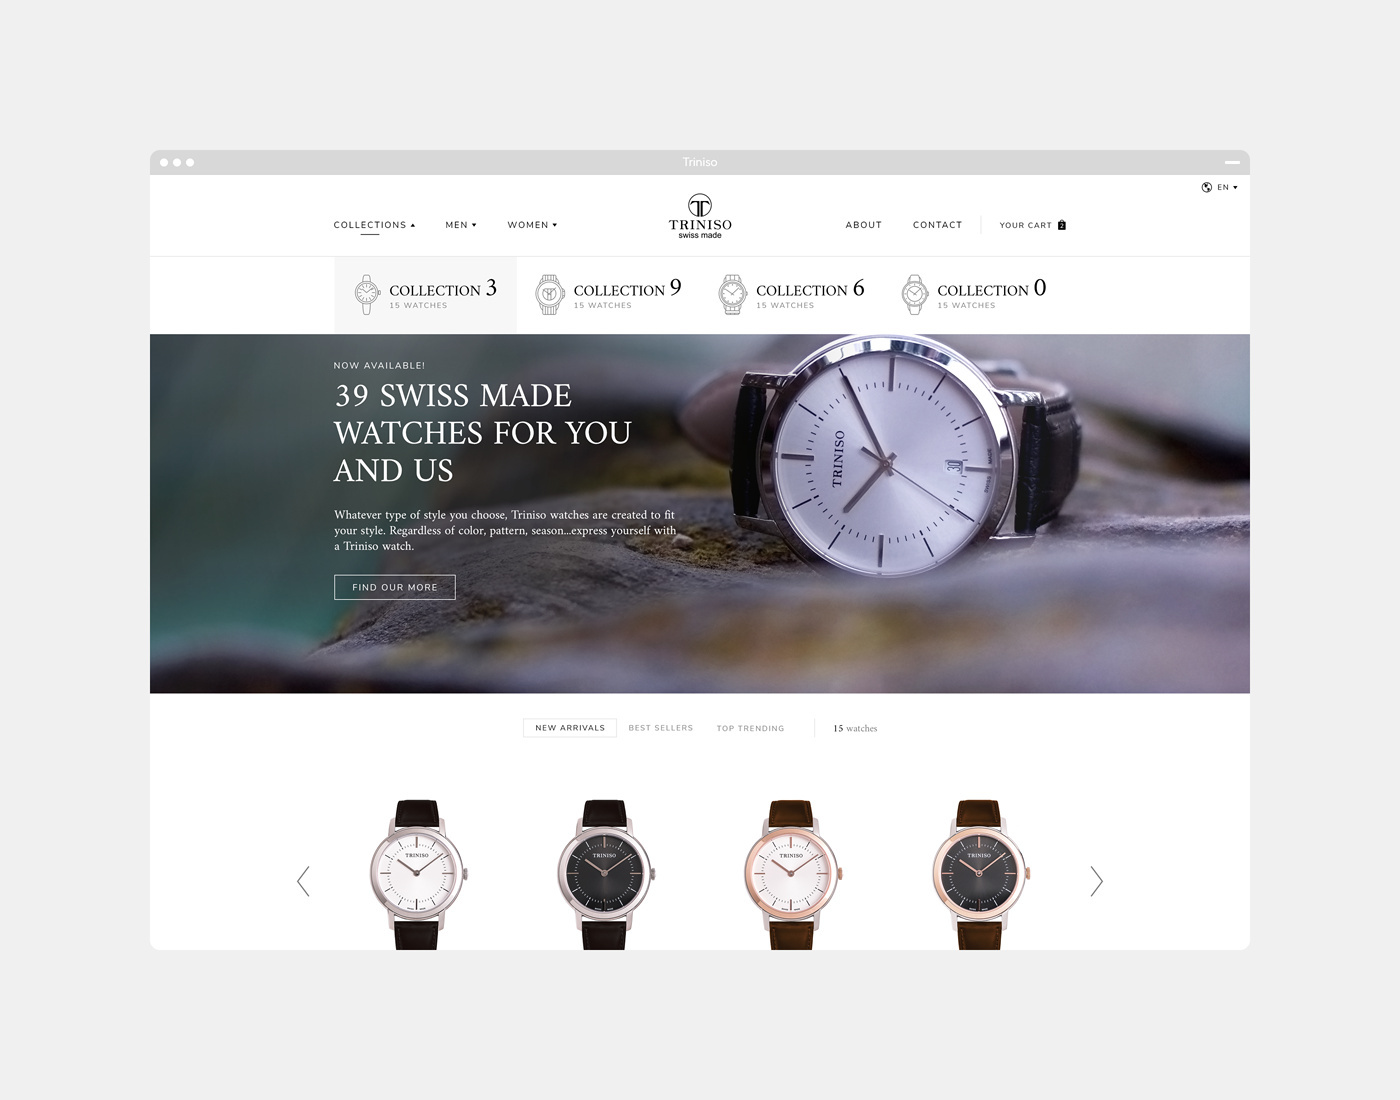 Triniso
EN
COLLECTIONS
MEN
WOMEN
TRINISO
swiss made
ABOUT
CONTACT
YOUR CART
2
COLLECTION 3
15 WATCHES
COLLECTION 9
15 WATCHES
COLLECTION 6
15 WATCHES
COLLECTION 0
15 WATCHES
NOW AVAILABLE!
39 SWISS MADE
WATCHES FOR YOU
AND US
Whatever type of style you choose, Triniso watches are created to fit
your style. Regardless of color, pattern, season...express yourself with
a Triniso watch.
FIND OUR MORE
TRINISO
30
SWISS MADE
NEW ARRIVALS
BEST SELLERS
TOP TRENDING
15 watches
TRINISO
TRINISO
TRINISO
TRINISO